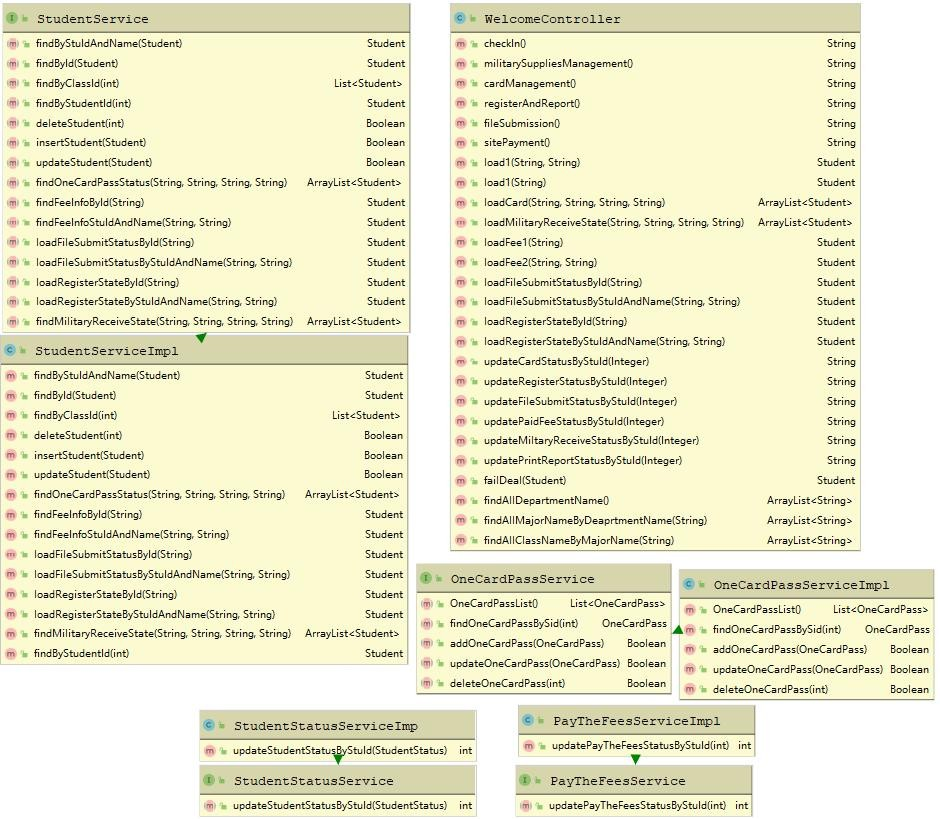 StudentService
findByStuIdAndName(Student) Student
findById(Student) Student
findByClassId(int) List<Student>
findByStudentId(int) Student
deleteStudent(int) Boolean
insertStudent(Student) Boolean
updateStudent(Student) Boolean
findOneCardPassStatus(String, String, String, String) ArrayList<Student>
findFeeInfoById(String) Student
findFeeInfoStuIdAndName(String, String) Student
loadFileSubmitStatusById(String) Student
loadFileSubmitStatusByStuIdAndName(String, String) Student
loadRegisterStateById(String) Student
loadRegisterStateByStuIdAndName(String, String) Student
findMilitaryReceiveState(String, String, String, String) ArrayList<Student>
StudentServiceImpl
findByStuIdAndName(Student) Student
findById(Student) Student
findByClassId(int) List<Student>
deleteStudent(int) Boolean
insertStudent(Student) Boolean
updateStudent(Student) Boolean
findOneCardPassStatus(String, String, String, String) ArrayList<Student>
findFeeInfoById(String) Student
findFeeInfoStuIdAndName(String, String) Student
loadFileSubmitStatusById(String) Student
loadFileSubmitStatusByStuIdAndName(String, String) Student
loadRegisterStateById(String) Student
loadRegisterStateByStuIdAndName(String, String) Student
findMilitaryReceiveState(String, String, String, String) ArrayList<Student>
findByStudentId(int) Student
WelcomeController
checkIn() String
militarySuppliesManagement() String
cardManagement() String
registerAndReport() String
fileSubmission() String
sitePayment() String
load1(String, String) Student
load1(String) Student
loadCard(String, String, String, String) ArrayList<Student>
loadMilitaryReceiveState(String, String, String, String) ArrayList<Student>
loadFee1(String) Student
loadFee2(String, String) Student
loadFileSubmitStatusById(String) Student
loadFileSubmitStatusByStuIdAndName(String, String) Student
loadRegisterStateById(String) Student
loadRegisterStateByStuIdAndName(String, String) Student
updateCardStatusByStuId(Integer) String
updateRegisterStatusByStuId(Integer) String
updateFileSubmitStatusByStuId(Integer) String
updatePaidFeeStatusByStuId(Integer) String
updateMiltaryReceiveStatusByStuId(Integer) String
updatePrintReportStatusByStuId(Integer) String
failDeal(Student) Student
findAllDepartmentName() ArrayList<String>
findAllMajorNameByDeaprtmentName(String) ArrayList<String>
findAllClassNameByMajorName(String) ArrayList<String>
OneCardPassService
OneCardPassList() List<OneCardPass>
findOneCardPassBySid(int) OneCardPass
addOneCardPass(OneCardPass) Boolean
updateOneCardPass(OneCardPass) Boolean
deleteOneCardPass(int) Boolean
OneCardPassServiceImpl
OneCardPassList() List<OneCardPass>
findOneCardPassBySid(int) OneCardPass
addOneCardPass(OneCardPass) Boolean
updateOneCardPass(OneCardPass) Boolean
deleteOneCardPass(int) Boolean
StudentStatusServiceImp
updateStudentStatusByStuId(StudentStatus) int
StudentStatusService
updateStudentStatusByStuId(StudentStatus) int
PayTheFeesServiceImpl
updatePayTheFeesStatusByStuId(int) int
PayTheFeesService
updatePayTheFeesStatusByStuId(int) int